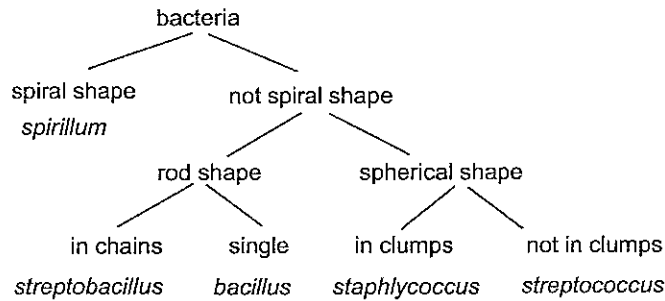 bacteria
spiral shape not spiral shape
spirillum
rod shape spherical shape
in chains single in clumps not in clumps
streptobacillus bacillus staphlycoccus streptococcus